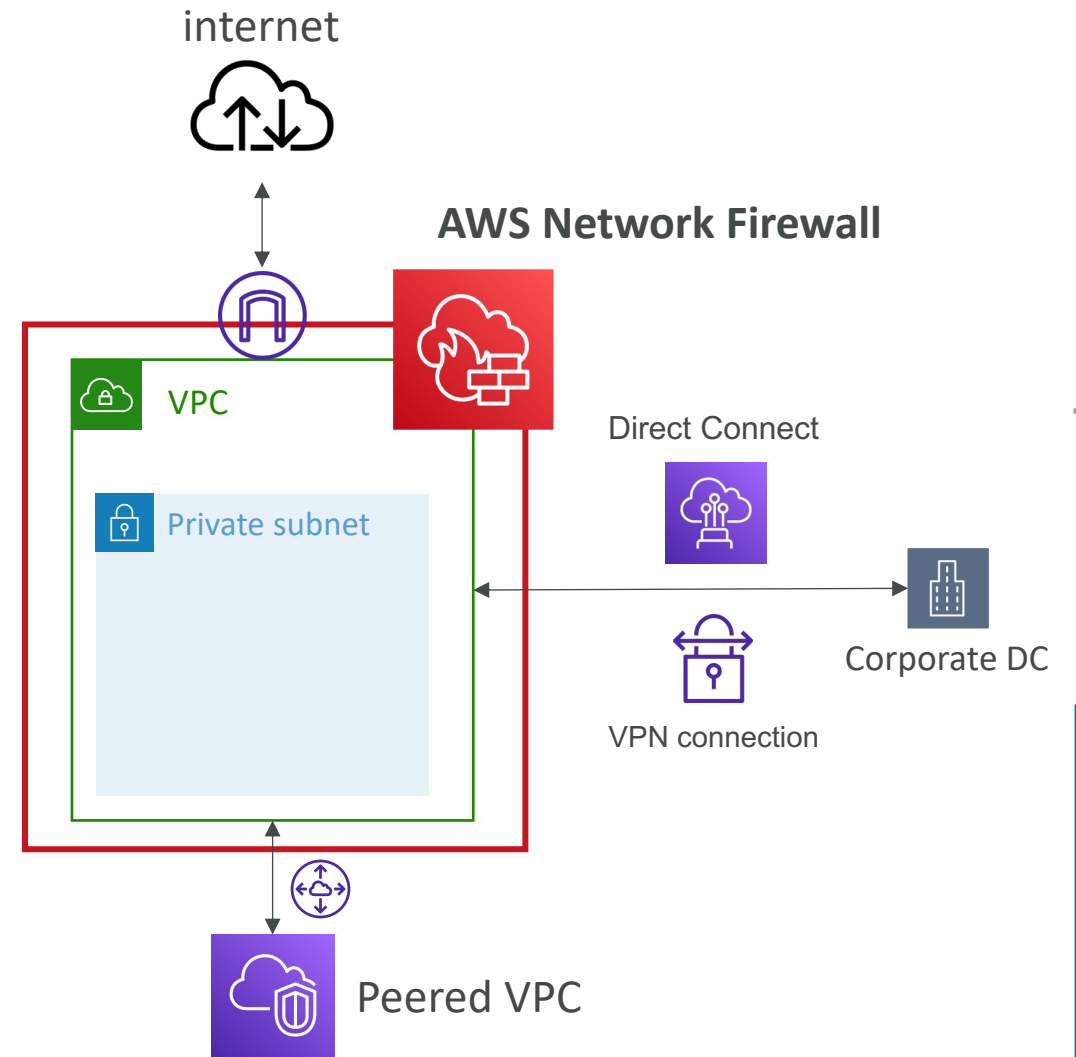 internet
AWS Network Firewall
VPC
Direct Connect
Private subnet
Corporate DC
VPN connection
Peered VPC